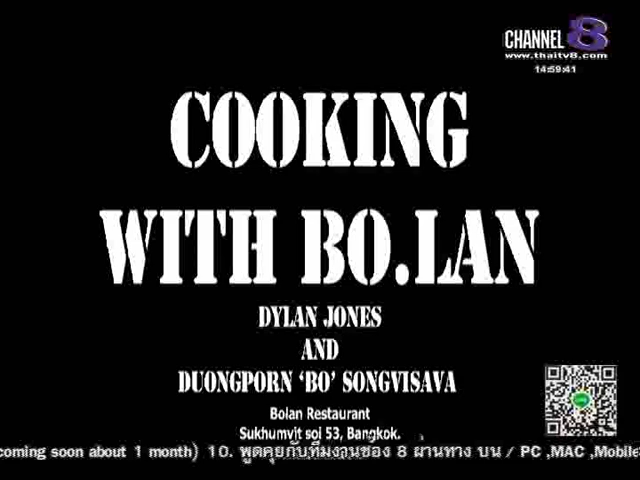 CHANNEL 8
www.thaitv8.com
14:59:41
COOKING
WITH BO.LAN
DYLAN JONES
AND
DUONGPORN ‘BO’ SONGVISAVA
Bolan Restaurant
Sukhumvit soi 53, Bangkok.
coming soon about 1 month) 10. พูดคุยกับทีมงานช่อง 8 ผ่านทาง บน / PC ,MAC ,Mobile